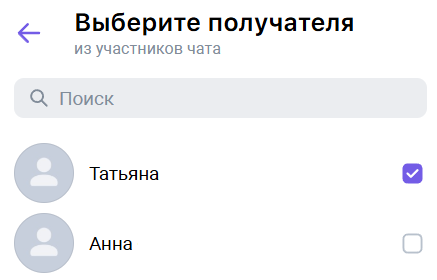 Выберите получателя
из участников чата
Поиск
Татьяна
Анна